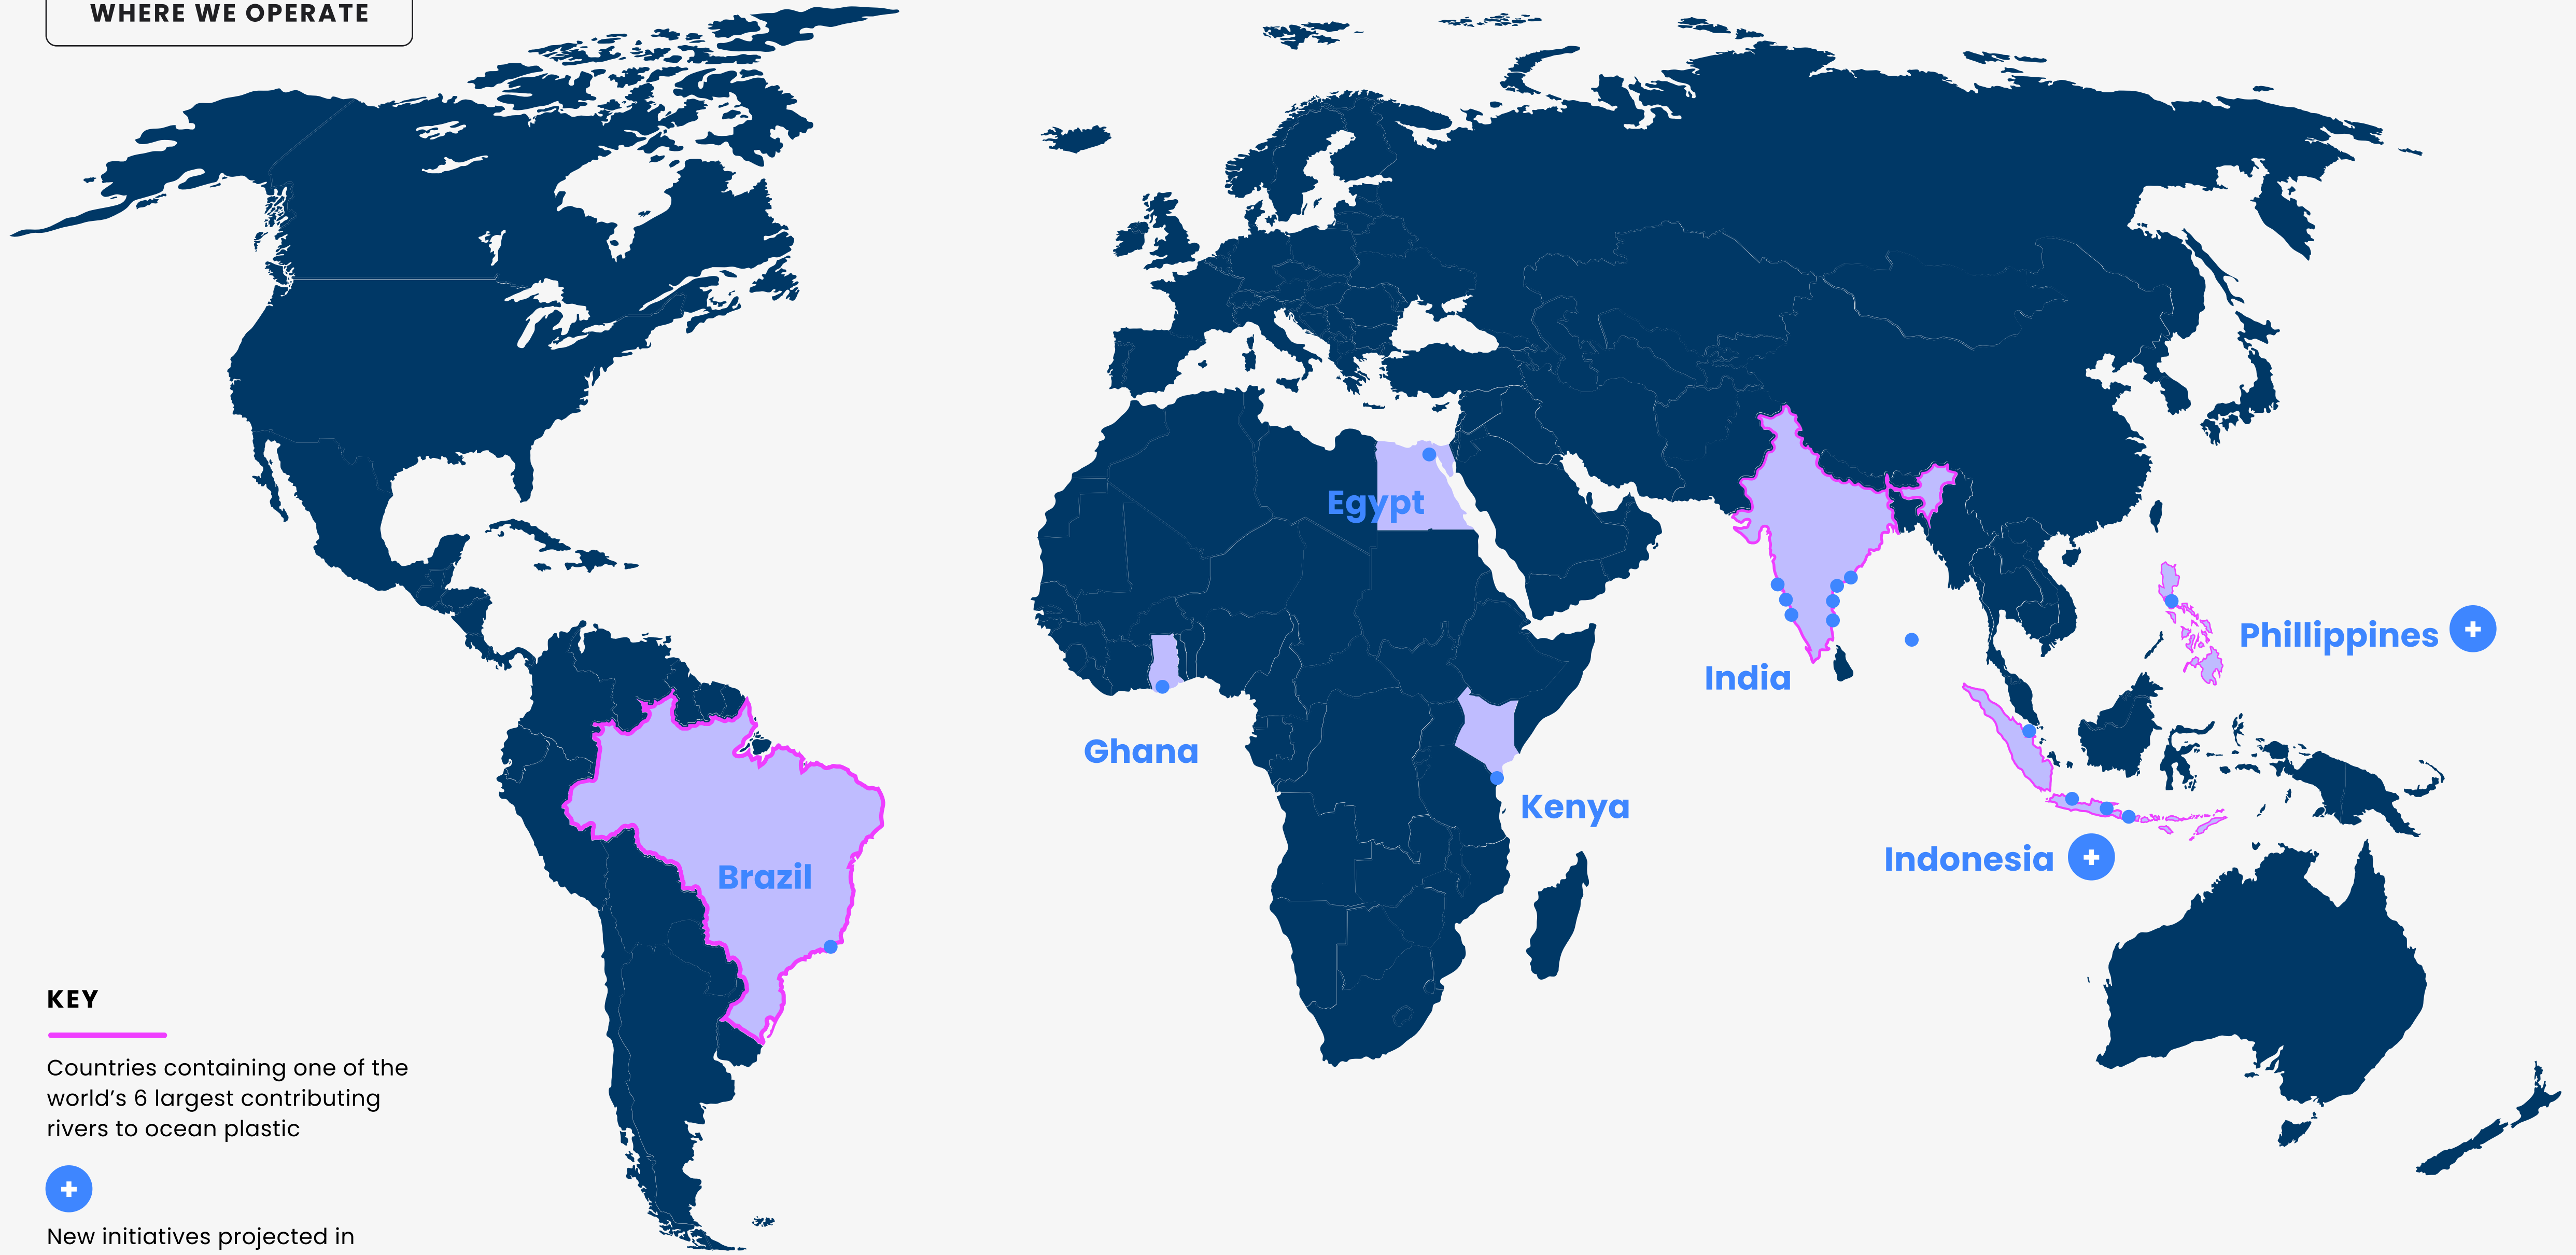 WHERE WE OPERATE
Egypt
Phillippines +
India
Ghana
Kenya
Indonesia +
Brazil
KEY
Countries containing one of the
world's 6 largest contributing
rivers to ocean plastic
+
New initiatives projected in